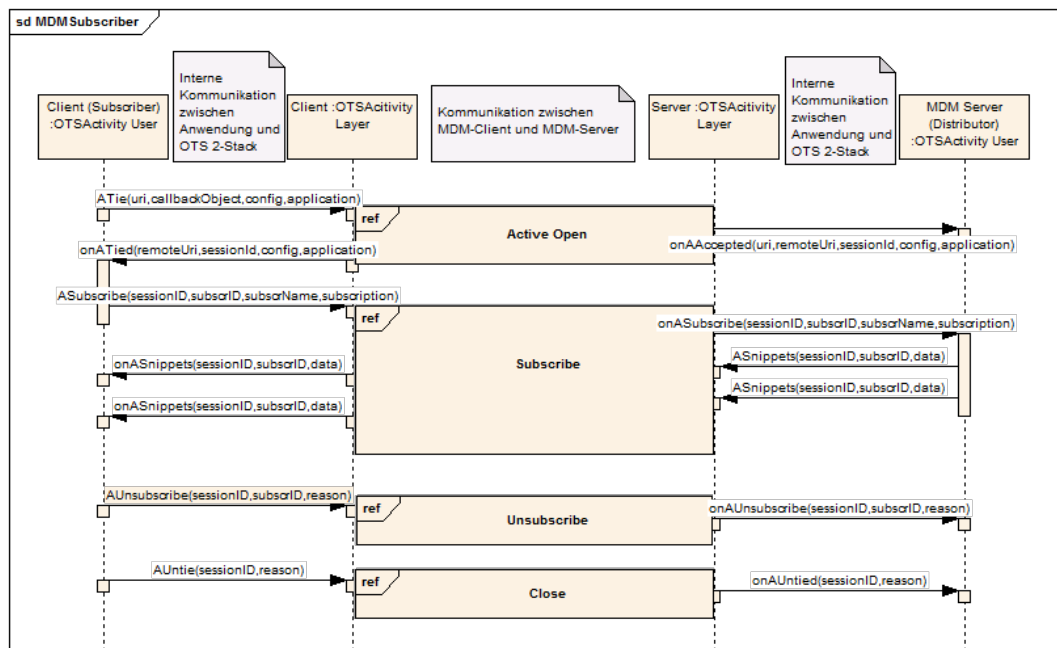 sd MDMSubscriber
Client (Subscriber)
:OTSActivity User
Interne
Kommunikation
zwischen
Anwendung und
OTS 2-Stack
Client :OTSAcitivity
Layer
Kommunikation zwischen
MDM-Client und MDM-Server
Server :OTSAcitivity
Layer
Interne
Kommunikation
zwischen
Anwendung und
OTS 2-Stack
MDM Server
(Distributor)
:OTSActivity User
ATie(uri,callbackObject,config,application)
ref
Active Open
onAAccepted(uri,remoteUri,sessionId,config,application)
onATied(remoteUri,sessionId,config,application)
ASubscribe(sessionID,subscrID,subscrName,subscription)
ref
Subscribe
onASubscribe(sessionID,subscrID,subscrName,subscription)
ASnippets(sessionID,subscrID,data)
onASnippets(sessionID,subscrID,data)
ASnippets(sessionID,subscrID,data)
onASnippets(sessionID,subscrID,data)
AUnsubscribe(sessionID,subscrID,reason)
ref
Unsubscribe
onAUnsubscribe(sessionID,subscrID,reason)
AUntie(sessionID,reason)
ref
Close
onAUntied(sessionID,reason)